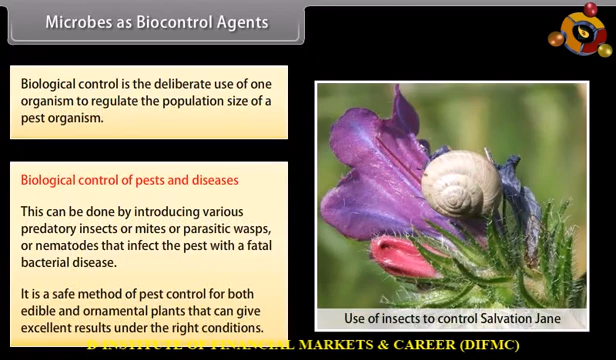 Microbes as Biocontrol Agents
Biological control is the deliberate use of one
organism to regulate the population size of a
pest organism.
Biological control of pests and diseases
This can be done by introducing various
predatory insects or mites or parasitic wasps,
or nematodes that infect the pest with a fatal
bacterial disease.
It is a safe method of pest control for both
edible and ornamental plants that can give
excellent results under the right conditions.
Use of insects to control Salvation Jane
D INSTITUTE OF FINANCIAL MARKETS & CAREER (DIFMC)